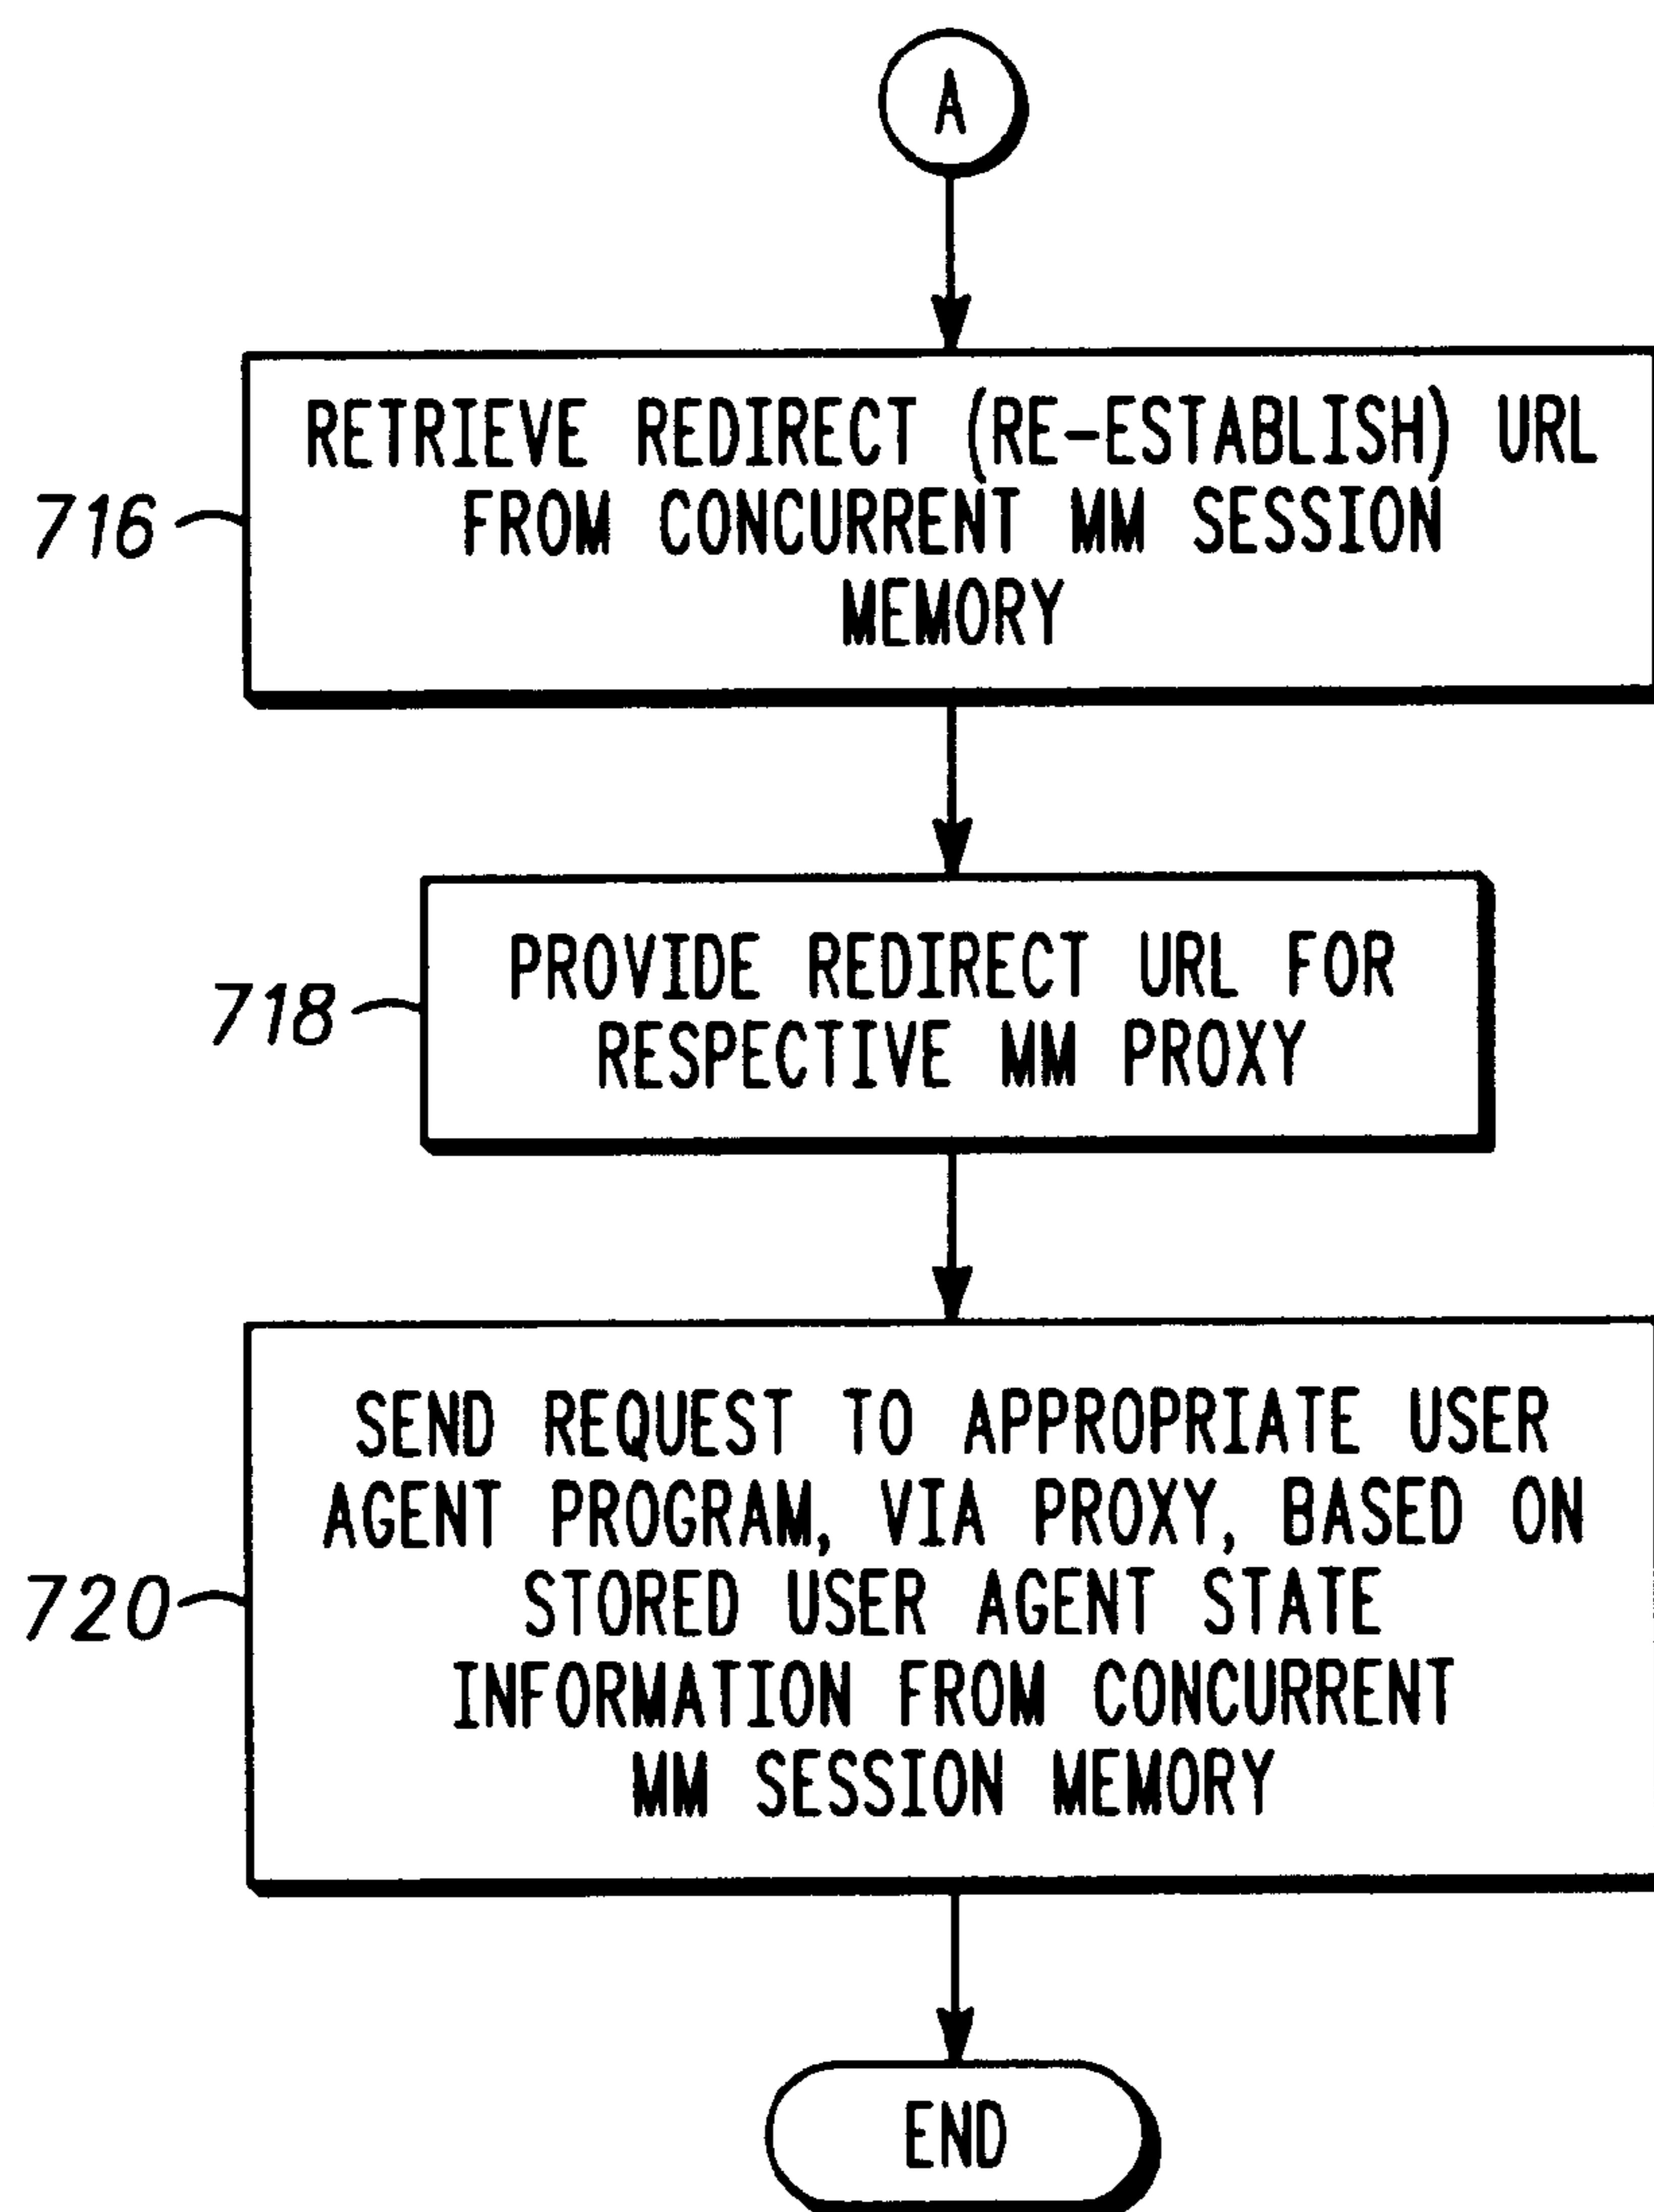 A
RETRIEVE REDIRECT (RE-ESTABLISH) URL
FROM CONCURRENT MM SESSION
MEMORY
716
PROVIDE REDIRECT URL FOR
RESPECTIVE MM PROXY
718
SEND REQUEST TO APPROPRIATE USER
AGENT PROGRAM, VIA PROXY, BASED ON
STORED USER AGENT STATE
INFORMATION FROM CONCURRENT
MM SESSION MEMORY
720
END